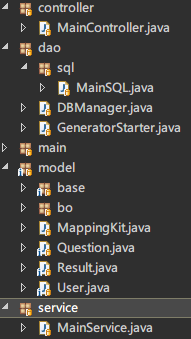 controller
MainController.java
dao
sql
MainSQL.java
DBManager.java
GeneratorStarter.java
main
model
base
bo
MappingKit.java
Question.java
Result.java
User.java
service
MainService.java